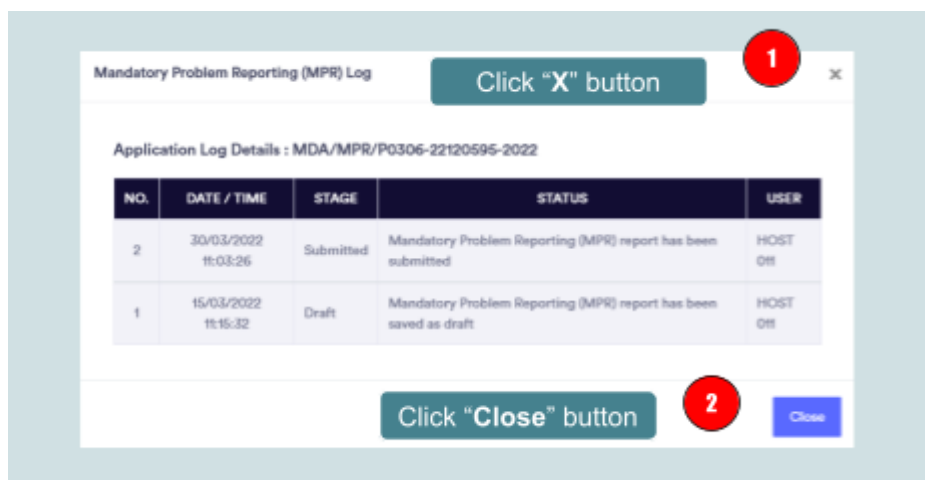 Mandatory Problem Reporting (MPR) Log
Click “X” button
1
×
Application Log Details : MDA/MPR/P0306-22120595-2022
NO. DATE / TIME STAGE STATUS USER
2 30/03/2022 Submitted Mandatory Problem Reporting (MPR) report has been HOST
11:03:26 submitted 011
1 15/03/2022 Draft Mandatory Problem Reporting (MPR) report has been HOST
11:15:32 saved as draft 011
Click “Close” button
2
Close